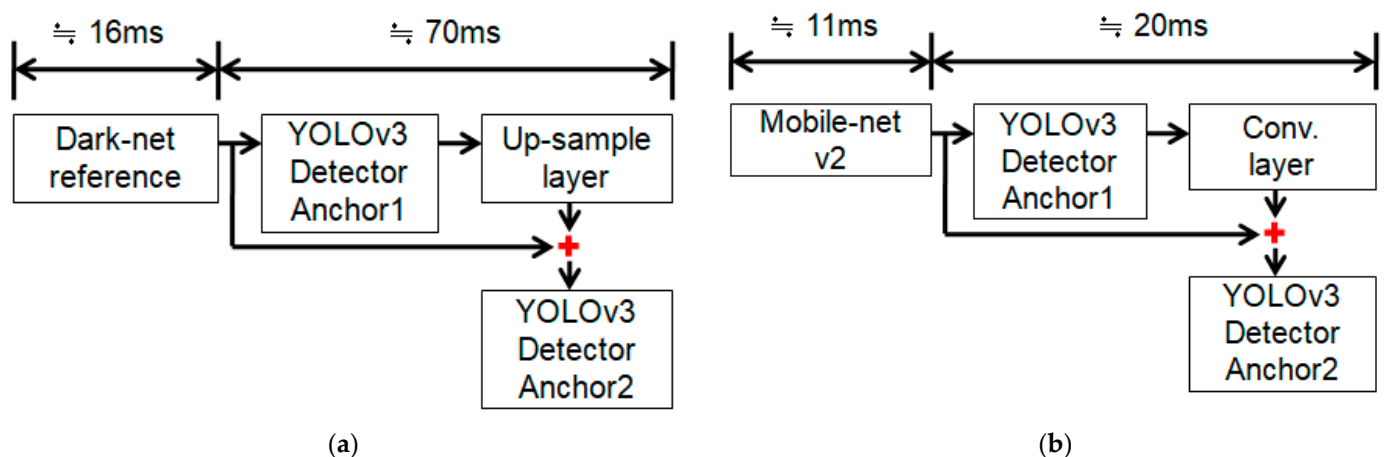 ≒ 16ms
≒ 70ms
Dark-net
reference
YOLOv3
Detector
Anchor1
Up-sample
layer
YOLOv3
Detector
Anchor2
(a)
≒ 11ms
≒ 20ms
Mobile-net
v2
YOLOv3
Detector
Anchor1
Conv.
layer
YOLOv3
Detector
Anchor2
(b)